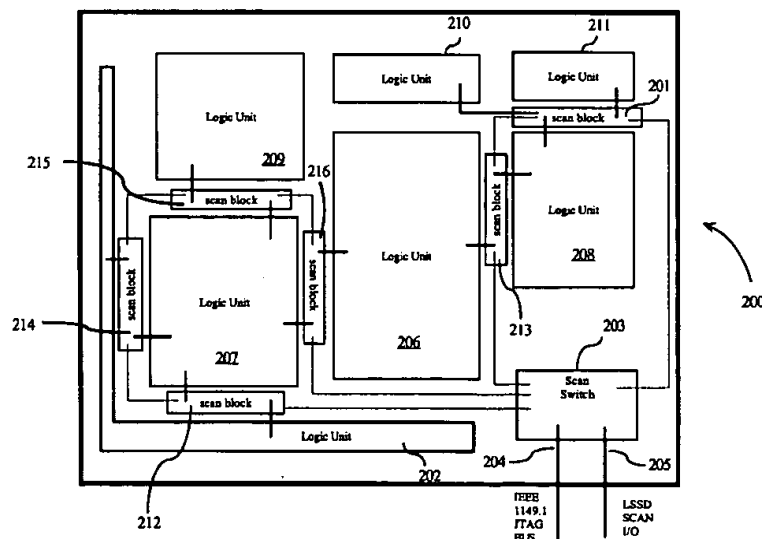 210
211
Logic Unit
Logic Unit
201
Logic Unit
scan block
209
215
216
scan block
scan block
Logic Unit
208
scan block
scan block
Logic Unit
Logic Unit
200
214
213
203
207
206
Scan
Switch
scan block
Logic Unit
204
205
202
212
IEEE
1149.1
JTAG
BUS
LSSD
SCAN
I/O